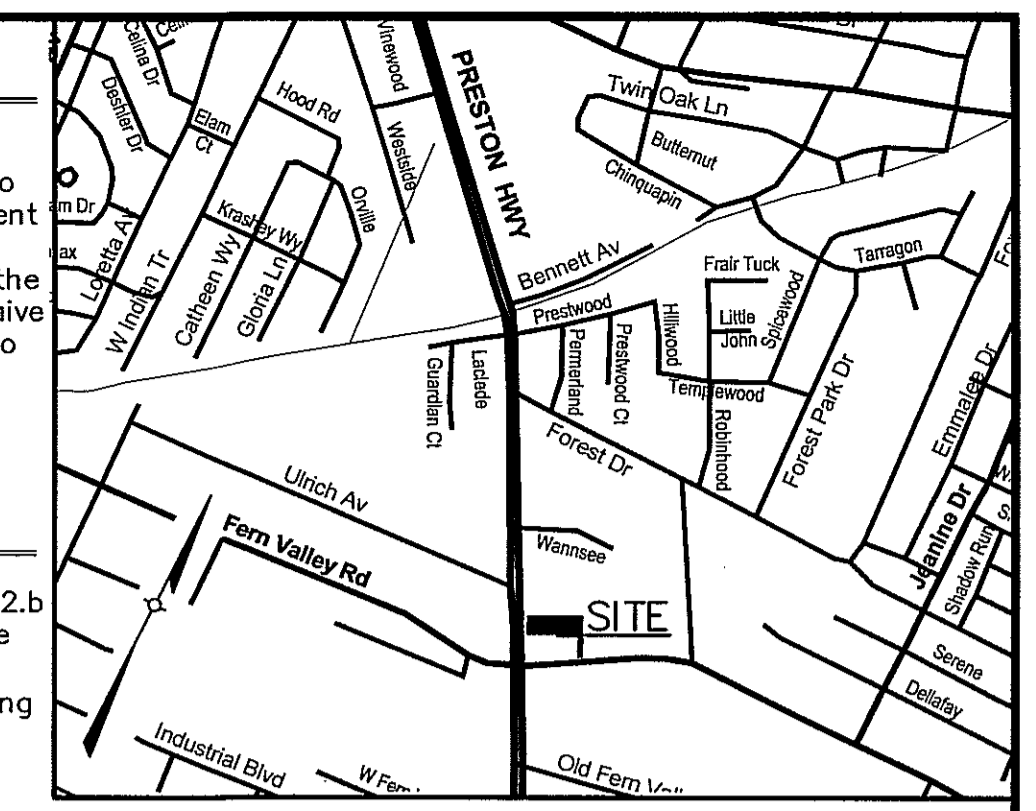 o
ent
the
aive
o
2.b
e
ng
Celina Dr
Deshler Dr
Elam
Ct
Hood Rd
Vinewood
Westside
PRESTON HWY
Twin Oak Ln
Butternut
Chinquapin
am Dr
ax
Loretta Av
W Indian Tr
Krashey Wy
Catheen Wy
Gloria Ln
Orville
Bennett Av
Prestwood
Frair Tuck
Little
John
Spicewood
Tarragon
Hlliwood
Templewood
Permerland
Prestwood Ct
Laclede
Guardian Ct
Robinhood
Forest Dr
Forest Park Dr
Emmalee Dr
Jeanine Dr
Shadow Run
Ulrich Av
Fern Valley Rd
Wannsee
SITE
Serene
Dellafay
Industrial Blvd
W Fern
Old Fern